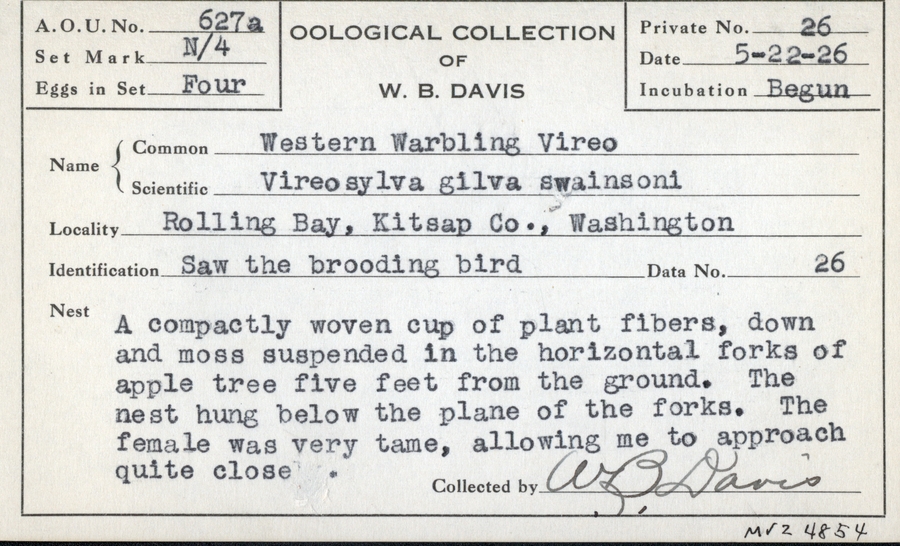 A.O.U. No. 627a
Set Mark N/4
Eggs in Set Four
OOLOGICAL COLLECTION
OF
W. B. DAVIS
Private No. 26
Date 5-22-26
Incubation Begun
Name
Common Western Warbling Vireo
Scientific Vireosylva gilva swainsoni
Locality Rolling Bay, Kitsap Co., Washington
Identification Saw the brooding bird Data No. 26
Nest
A compactly woven cup of plant fibers, down
and moss suspended in the horizontal forks of
apple tree five feet from the ground. The
nest hung below the plane of the forks. The
female was very tame, allowing me to approach
quite close .
Collected by W. B. Davis
MVZ 4854